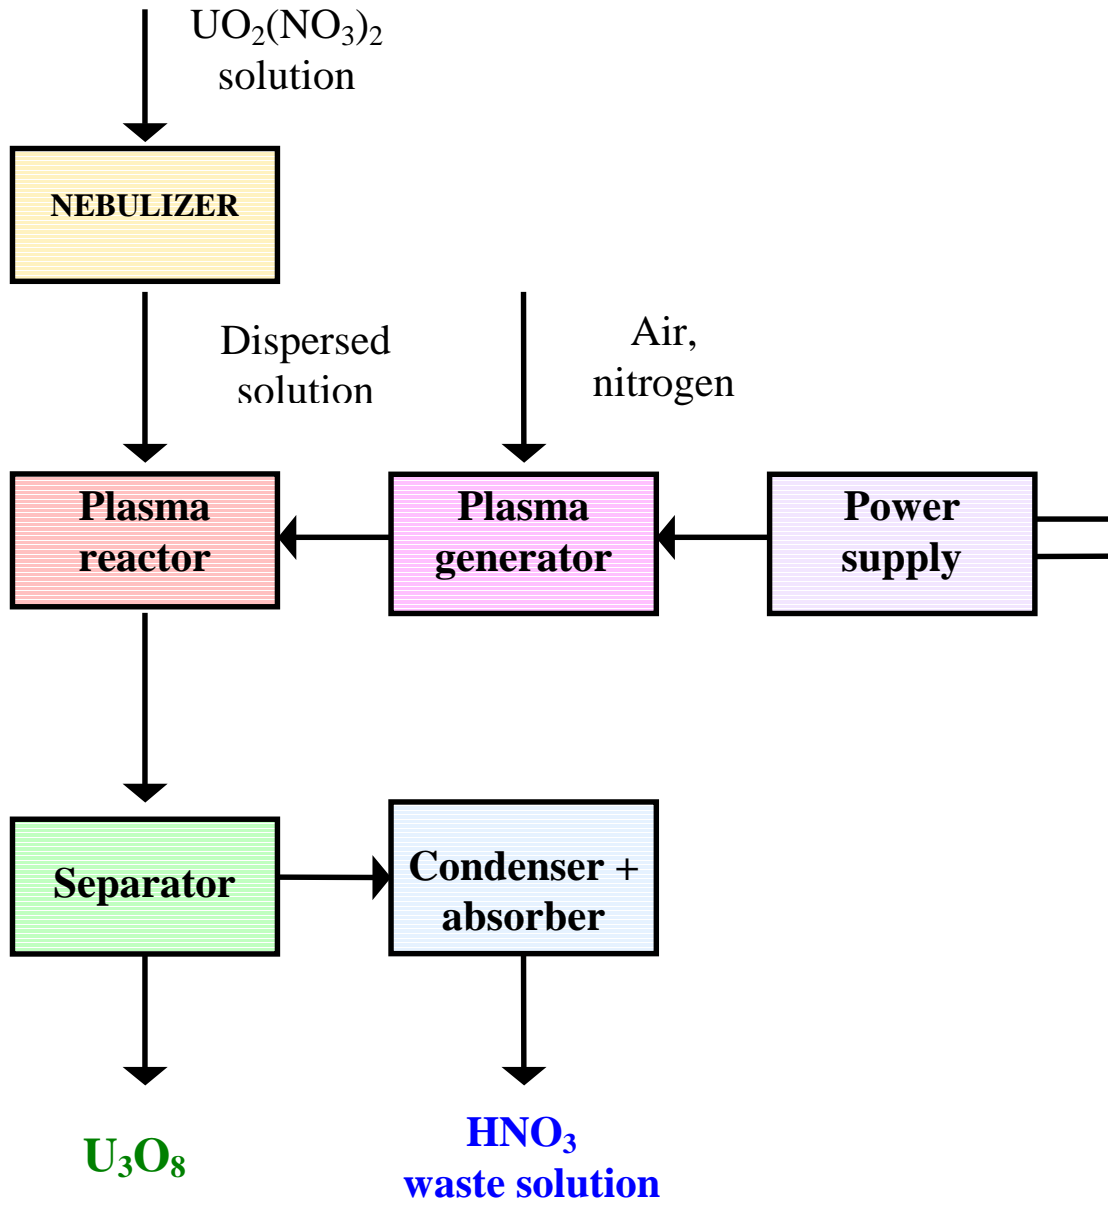 UO₂(NO₃)₂
solution
NEBULIZER
Dispersed
solution
Air,
nitrogen
Plasma
reactor
Plasma
generator
Power
supply
Separator
Condenser +
absorber
U₃O₈
HNO₃
waste solution